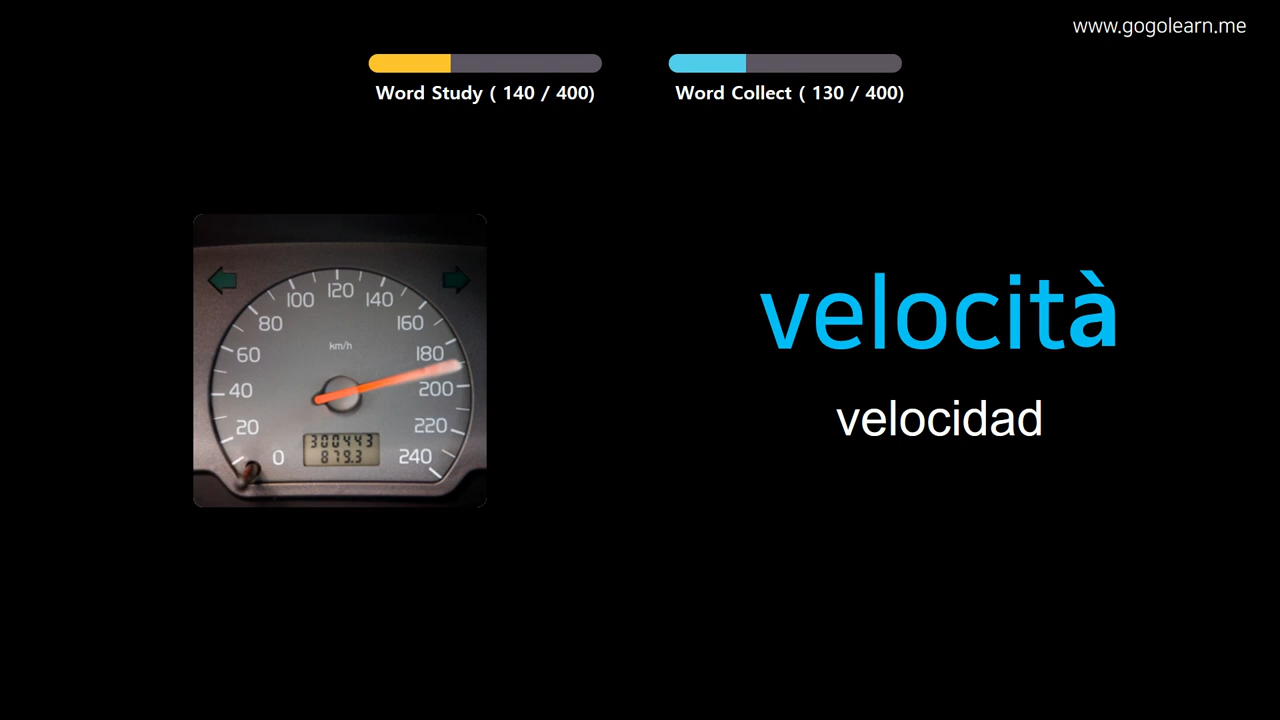 www.gogolearn.me
Word Study ( 140 / 400)
Word Collect ( 130 / 400)
120
100
140
80
160
km/h
60
180
40
200
20
220
0
240
300443
879.3
velocità
velocidad